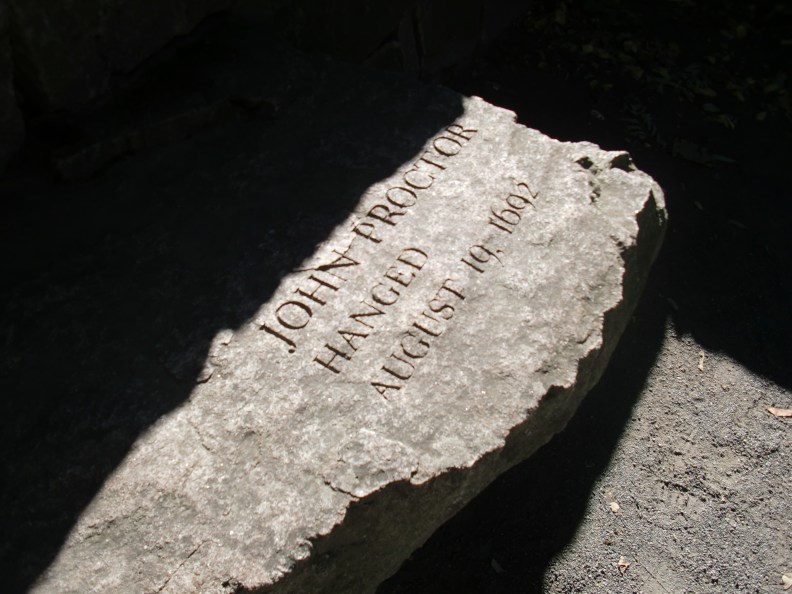 JOHN PROCTOR
HANGED
AUGUST 19, 1692